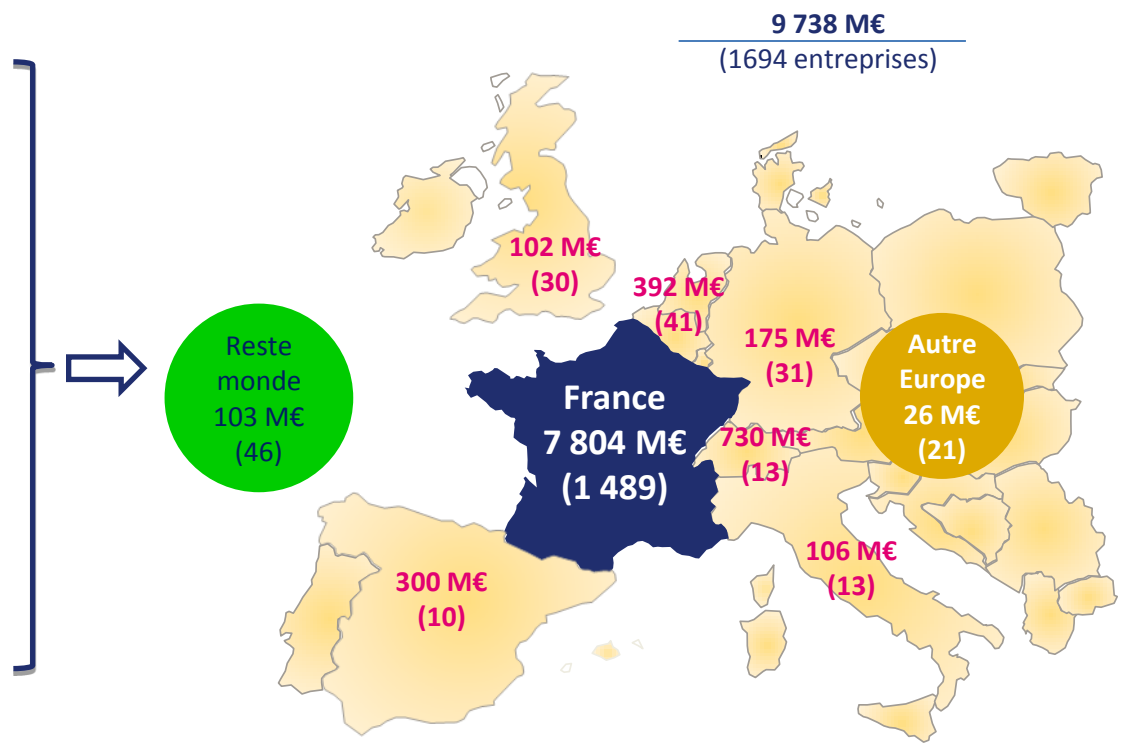 9 738 M€
(1694 entreprises)
102 M€
(30)
392 M€
(41)
175 M€
(31)
Reste
monde
103 M€
(46)
France
7 804 M€
(1 489)
730 M€
(13)
Autre
Europe
26 M€
(21)
300 M€
(10)
106 M€
(13)